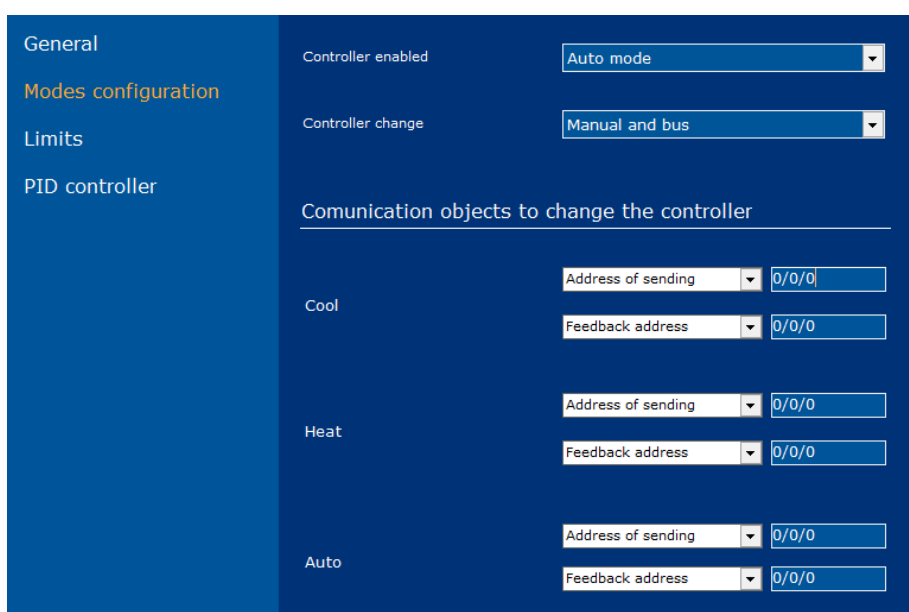 General
Modes configuration
Limits
PID controller
Controller enabled Auto mode
Controller change Manual and bus
Comunication objects to change the controller
Cool
Address of sending 0/0/0
Feedback address 0/0/0
Heat
Address of sending 0/0/0
Feedback address 0/0/0
Auto
Address of sending 0/0/0
Feedback address 0/0/0